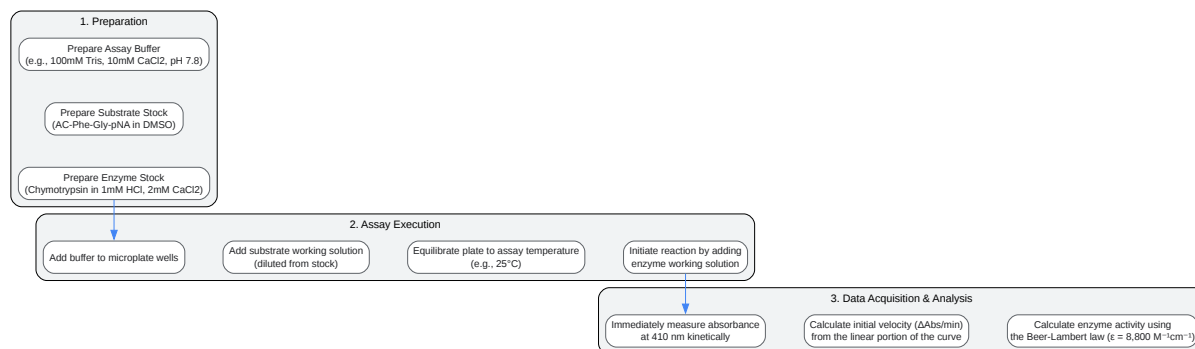 1. Preparation
Prepare Assay Buffer
(e.g., 100mM Tris, 10mM CaCl2, pH 7.8)
Prepare Substrate Stock
(AC-Phe-Gly-pNA in DMSO)
Prepare Enzyme Stock
(Chymotrypsin in 1mM HCl, 2mM CaCl2)
2. Assay Execution
Add buffer to microplate wells
Add substrate working solution
(diluted from stock)
Equilibrate plate to assay temperature
(e.g., 25°C)
Initiate reaction by adding
enzyme working solution
3. Data Acquisition & Analysis
Immediately measure absorbance
at 410 nm kinetically
Calculate initial velocity (ΔAbs/min)
from the linear portion of the curve
Calculate enzyme activity using
the Beer-Lambert law (ε = 8,800 M⁻¹cm⁻¹)